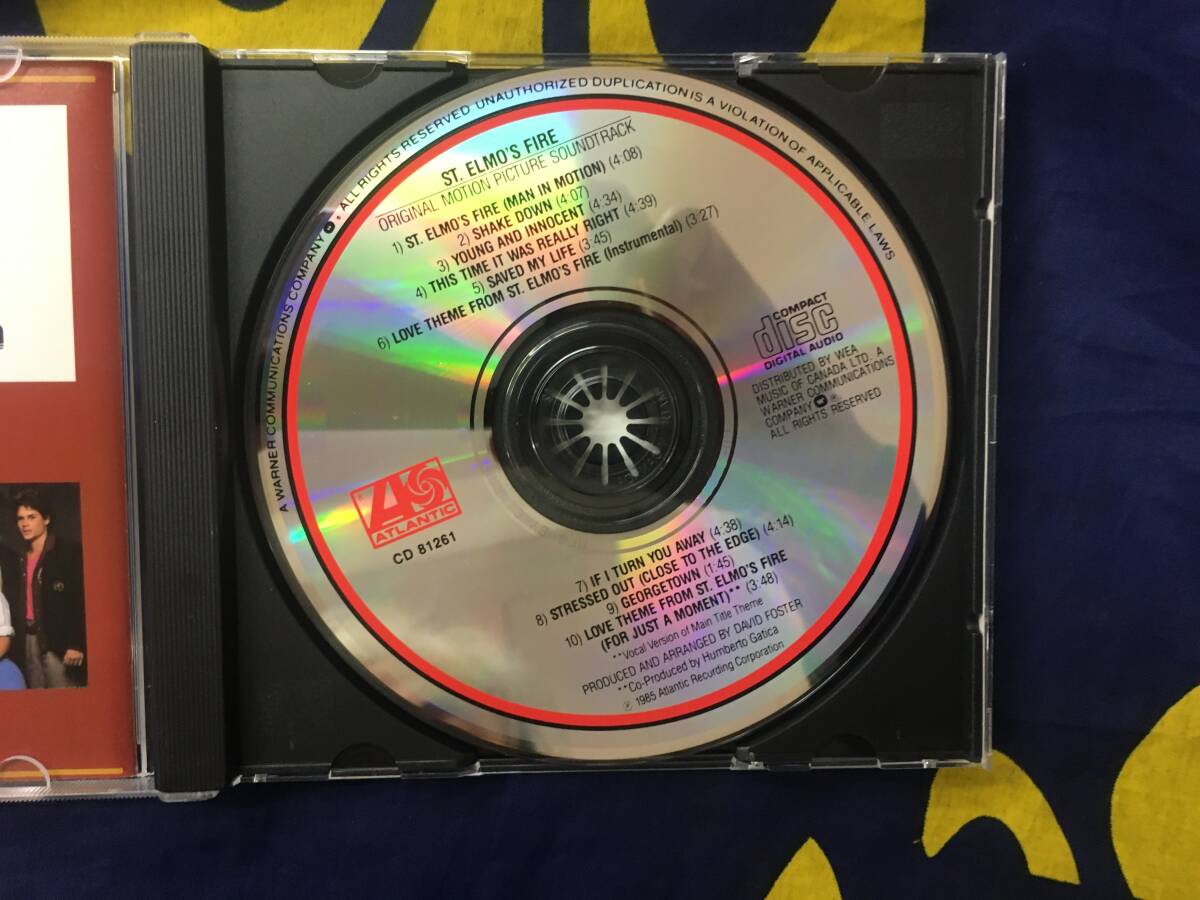 A WARNER COMMUNICATIONS COMPANY • ALL RIGHTS RESERVED UNAUTHORIZED DUPLICATION IS A VIOLATION OF APPLICABLE LAWS
ST. ELMO'S FIRE
ORIGINAL MOTION PICTURE SOUNDTRACK
1) ST. ELMO'S FIRE (MAN IN MOTION) (4:08)
2) SHAKE DOWN (4:07)
3) YOUNG AND INNOCENT (4:34)
4) THIS TIME IT WAS REALLY RIGHT (4:39)
5) SAVED MY LIFE (3:45)
6) LOVE THEME FROM ST. ELMO'S FIRE (Instrumental) (3:27)
COMPACT
disc
DIGITAL AUDIO
DISTRIBUTED BY WEA
MUSIC OF CANADA LTD. A
WARNER COMMUNICATIONS
COMPANY ℗
ALL RIGHTS RESERVED
ATLANTIC
CD 81261
7) IF I TURN YOU AWAY (4:38)
8) STRESSED OUT (CLOSE TO THE EDGE) (4:14)
9) GEORGETOWN (1:45)
10) LOVE THEME FROM ST. ELMO'S FIRE
(FOR JUST A MOMENT)** (3:48)
**Vocal Version of Main Title Theme
PRODUCED AND ARRANGED BY DAVID FOSTER
**Co-Produced by Humberto Gatica
℗ 1985 Atlantic Recording Corporation